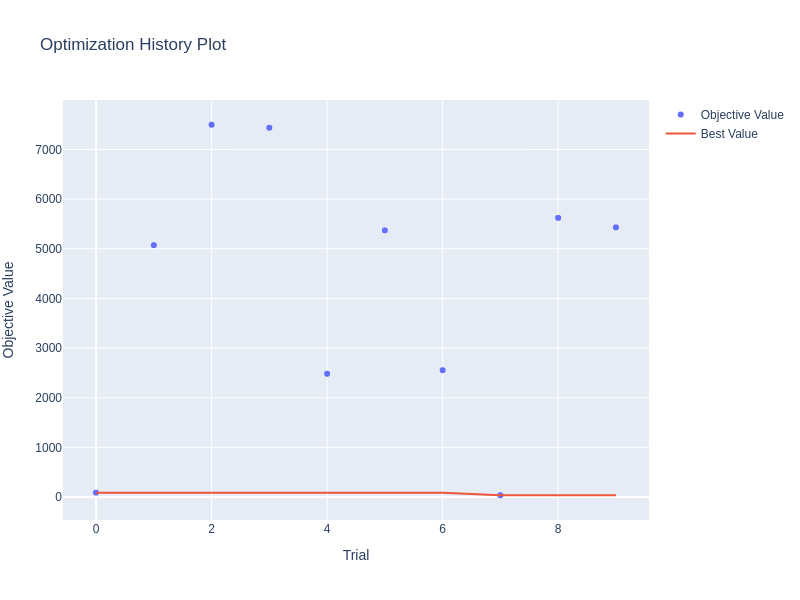 Optimization History Plot
Objective Value
Best Value
7000
6000
5000
4000
3000
2000
1000
0
Objective Value
0 2 4 6 8
Trial